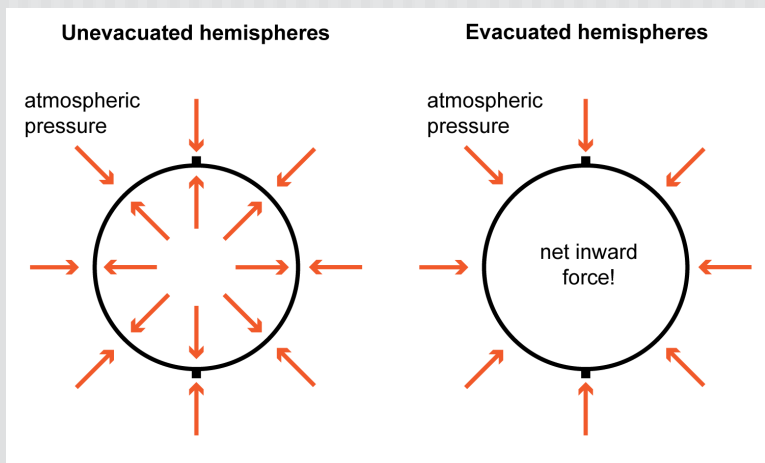 Unevacuated hemispheres
atmospheric
pressure
Evacuated hemispheres
atmospheric
pressure
net inward
force!